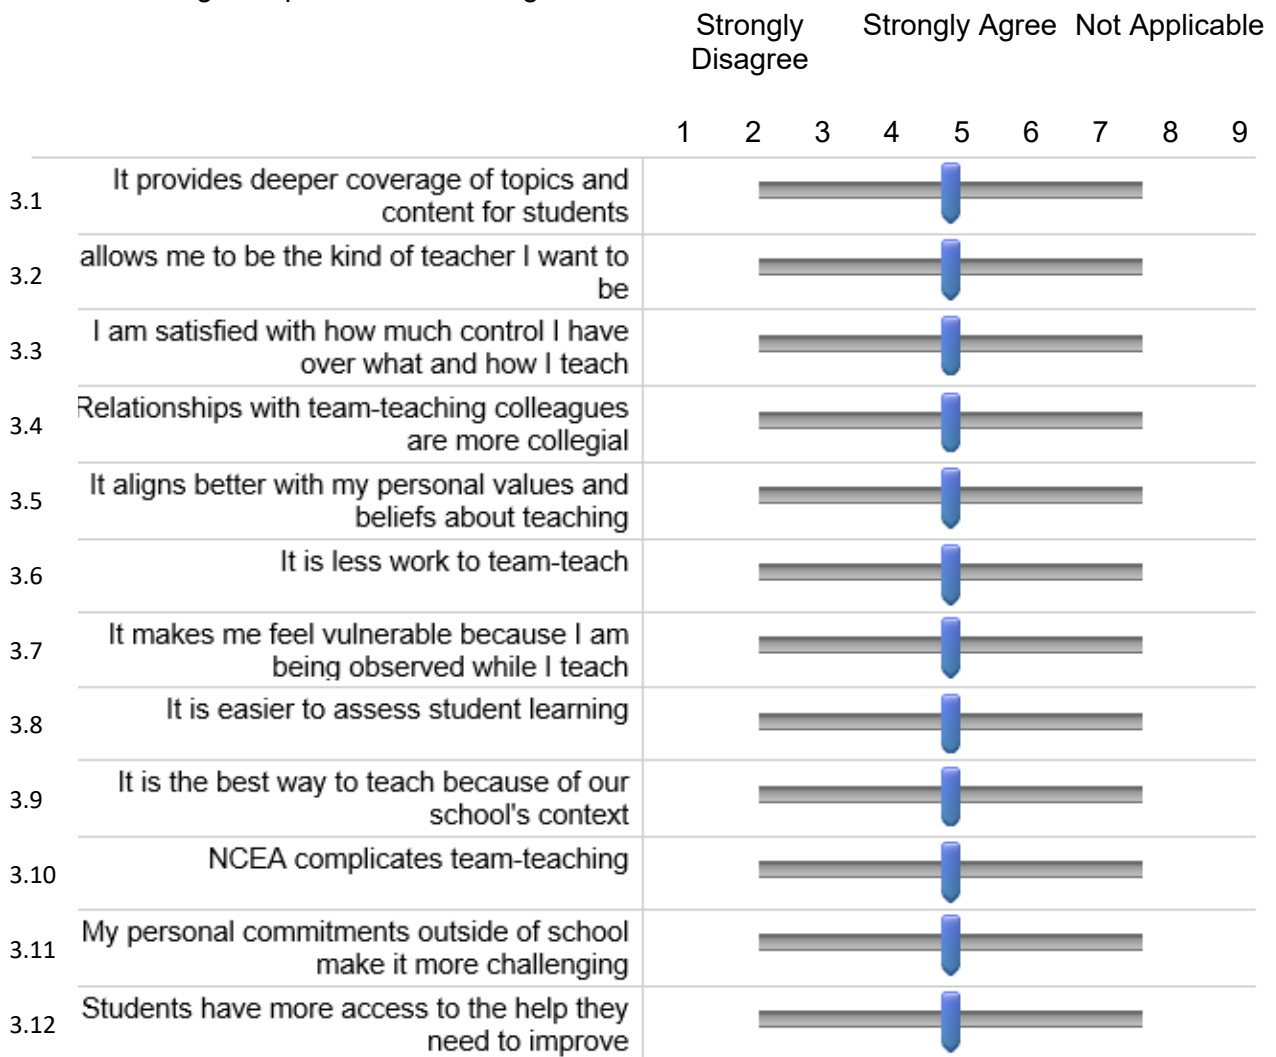 Strongly Disagree Strongly Agree Not Applicable
1 2 3 4 5 6 7 8 9
3.1 It provides deeper coverage of topics and
content for students
3.2 allows me to be the kind of teacher I want to
be
3.3 I am satisfied with how much control I have
over what and how I teach
3.4 Relationships with team-teaching colleagues
are more collegial
3.5 It aligns better with my personal values and
beliefs about teaching
3.6 It is less work to team-teach
3.7 It makes me feel vulnerable because I am
being observed while I teach
3.8 It is easier to assess student learning
3.9 It is the best way to teach because of our
school's context
3.10 NCEA complicates team-teaching
3.11 My personal commitments outside of school
make it more challenging
3.12 Students have more access to the help they
need to improve